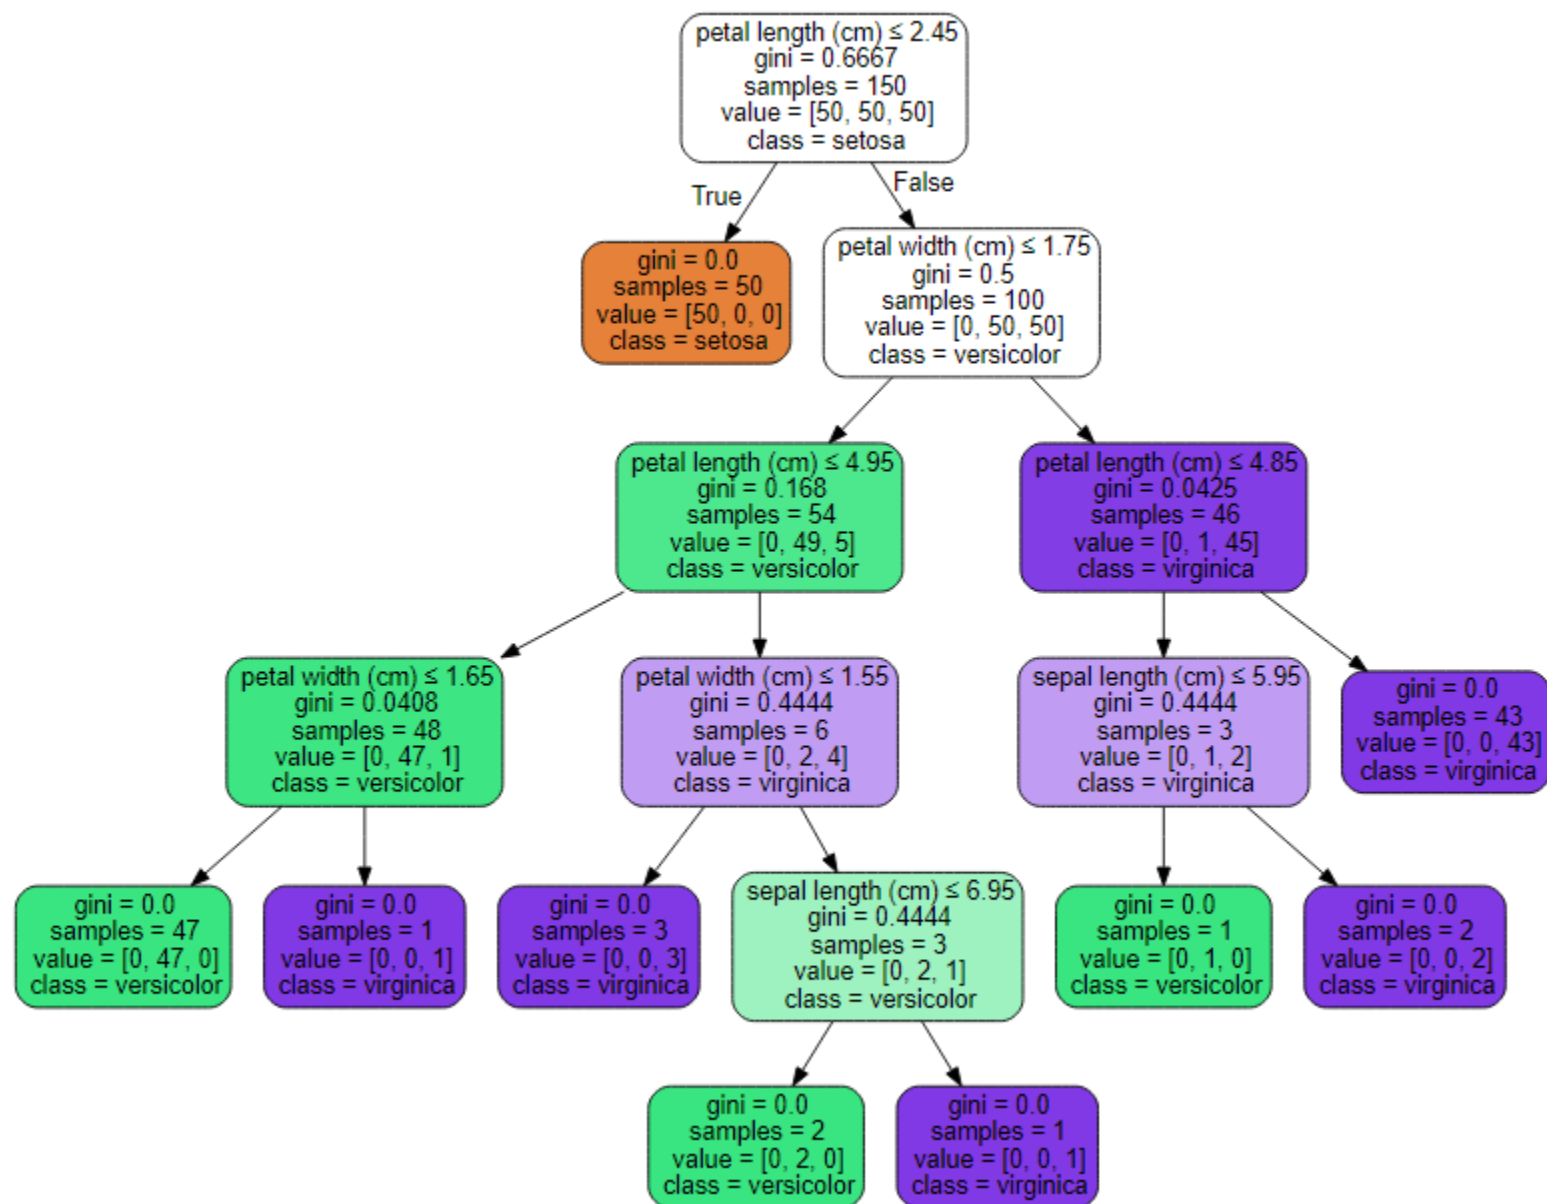 petal length (cm) ≤ 2.45
gini = 0.6667
samples = 150
value = [50, 50, 50]
class = setosa
True
False
gini = 0.0
samples = 50
value = [50, 0, 0]
class = setosa
petal width (cm) ≤ 1.75
gini = 0.5
samples = 100
value = [0, 50, 50]
class = versicolor
petal length (cm) ≤ 4.95
gini = 0.168
samples = 54
value = [0, 49, 5]
class = versicolor
petal length (cm) ≤ 4.85
gini = 0.0425
samples = 46
value = [0, 1, 45]
class = virginica
petal width (cm) ≤ 1.65
gini = 0.0408
samples = 48
value = [0, 47, 1]
class = versicolor
petal width (cm) ≤ 1.55
gini = 0.4444
samples = 6
value = [0, 2, 4]
class = virginica
sepal length (cm) ≤ 5.95
gini = 0.4444
samples = 3
value = [0, 1, 2]
class = virginica
gini = 0.0
samples = 43
value = [0, 0, 43]
class = virginica
gini = 0.0
samples = 47
value = [0, 47, 0]
class = versicolor
gini = 0.0
samples = 1
value = [0, 0, 1]
class = virginica
gini = 0.0
samples = 3
value = [0, 0, 3]
class = virginica
sepal length (cm) ≤ 6.95
gini = 0.4444
samples = 3
value = [0, 2, 1]
class = versicolor
gini = 0.0
samples = 1
value = [0, 1, 0]
class = versicolor
gini = 0.0
samples = 2
value = [0, 0, 2]
class = virginica
gini = 0.0
samples = 2
value = [0, 2, 0]
class = versicolor
gini = 0.0
samples = 1
value = [0, 0, 1]
class = virginica